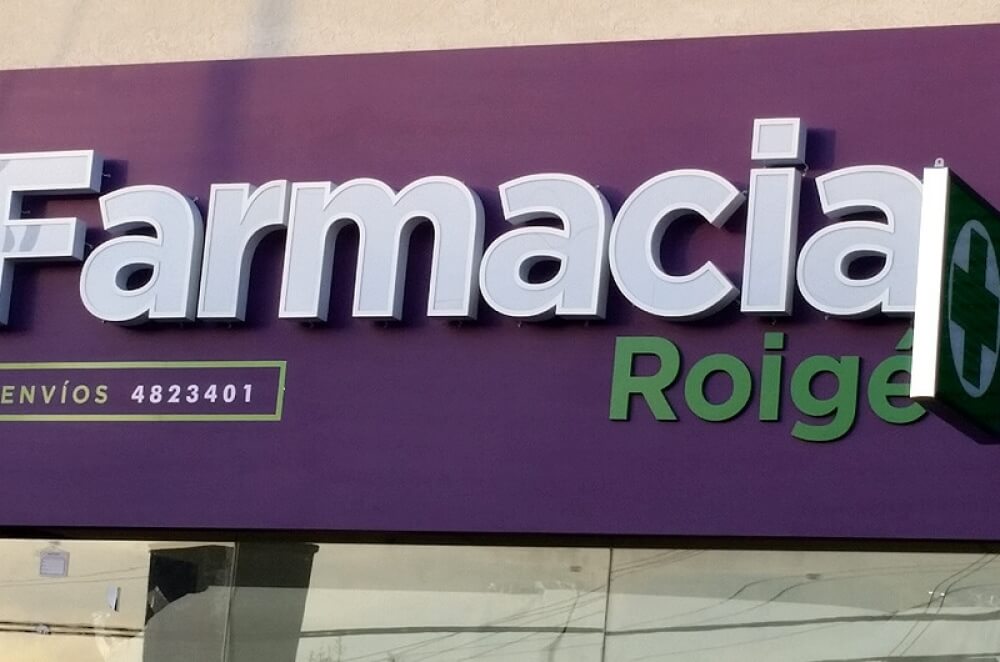 Farmacia
Roigé
ENVÍOS 4823401